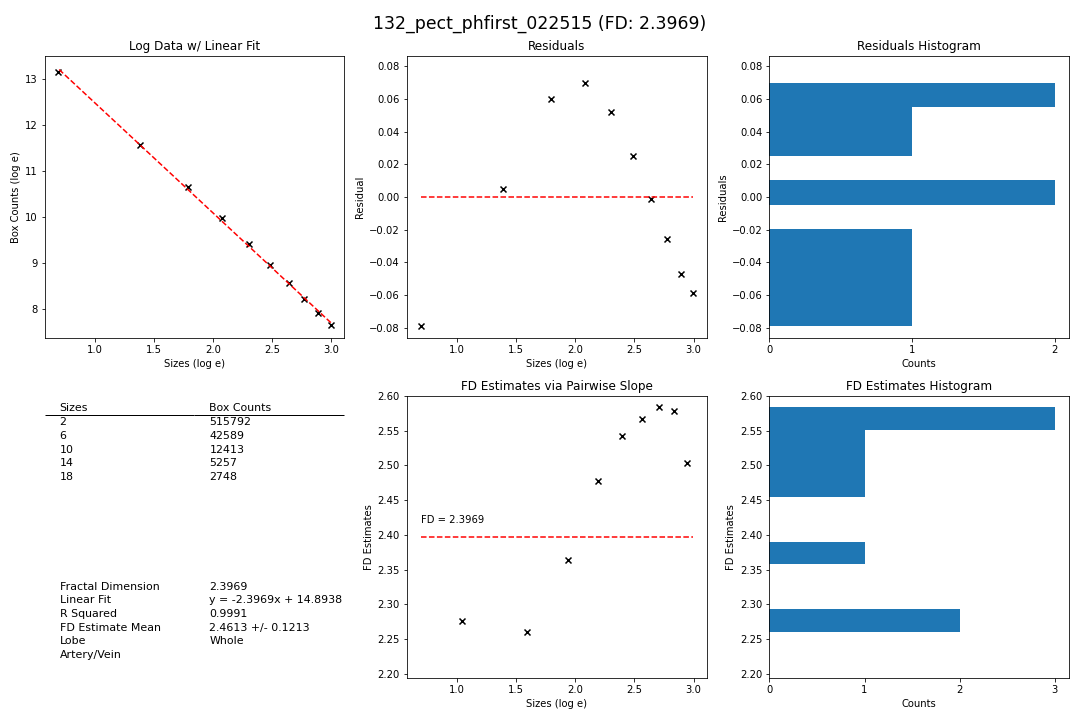 132_pect_phfirst_022515 (FD: 2.3969)
Log Data w/ Linear Fit
13
12
11
10
9
8
Box Counts (log e)
1.0 1.5 2.0 2.5 3.0
Sizes (log e)
Residuals
0.08
0.06
0.04
0.02
0.00
−0.02
−0.04
−0.06
−0.08
Residual
1.0 1.5 2.0 2.5 3.0
Sizes (log e)
Residuals Histogram
0.08
0.06
0.04
0.02
0.00
−0.02
−0.04
−0.06
−0.08
Residuals
0 1 2
Counts
Sizes Box Counts
2 515792
6 42589
10 12413
14 5257
18 2748
Fractal Dimension 2.3969
Linear Fit y = -2.3969x + 14.8938
R Squared 0.9991
FD Estimate Mean 2.4613 +/- 0.1213
Lobe Whole
Artery/Vein
FD Estimates via Pairwise Slope
2.60
2.55
2.50
2.45
2.40
2.35
2.30
2.25
2.20
FD Estimates
FD = 2.3969
1.0 1.5 2.0 2.5 3.0
Sizes (log e)
FD Estimates Histogram
2.60
2.55
2.50
2.45
2.40
2.35
2.30
2.25
2.20
FD Estimates
0 1 2 3
Counts